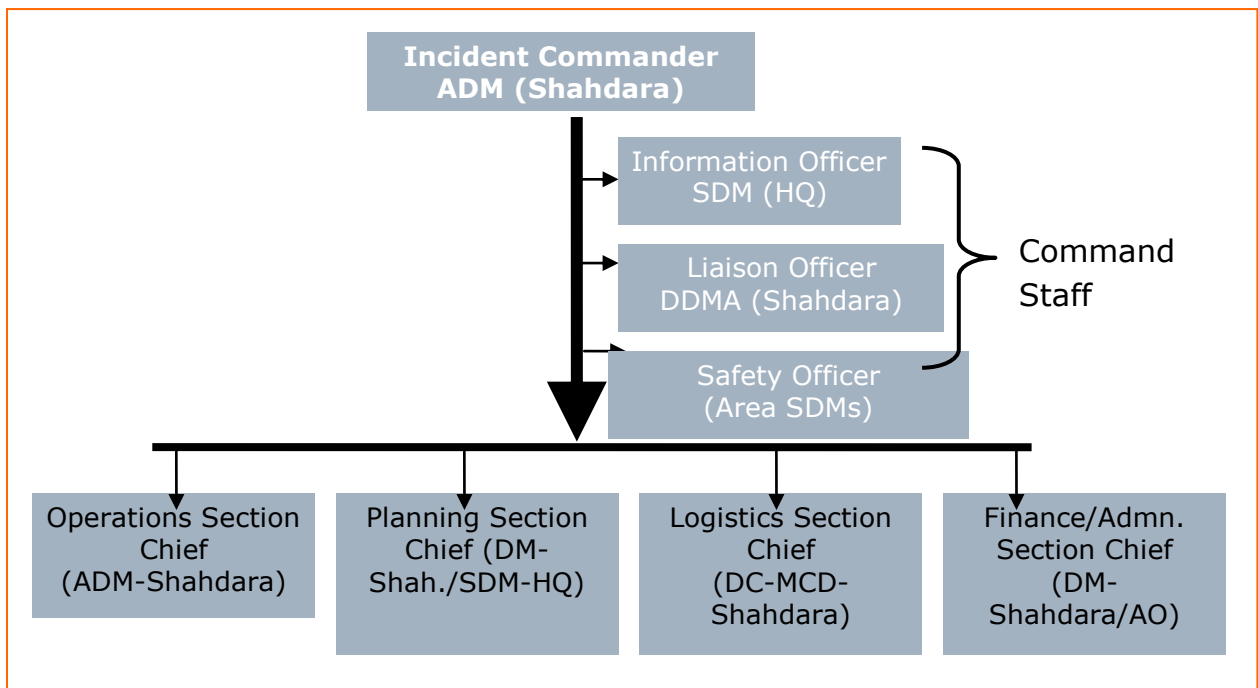 Incident Commander
ADM (Shahdara)
Information Officer
SDM (HQ)
Liaison Officer
DDMA (Shahdara)
Safety Officer
(Area SDMs)
Command
Staff
Operations Section
Chief
(ADM-Shahdara)
Planning Section
Chief (DM-
Shah./SDM-HQ)
Logistics Section
Chief
(DC-MCD-
Shahdara)
Finance/Admn.
Section Chief
(DM-
Shahdara/AO)